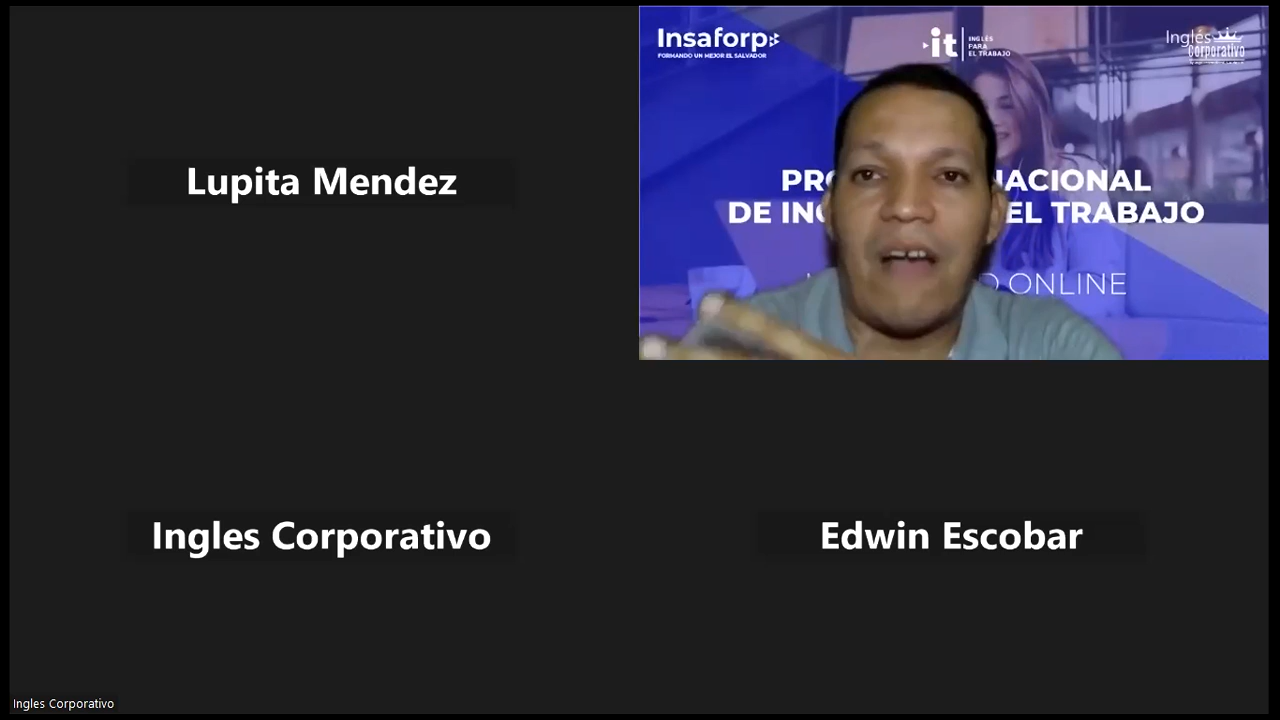 Lupita Mendez
Insaforp
FORMANDO UN MEJOR EL SALVADOR
it
INGLÉS
PARA
EL TRABAJO
Inglés
Corporativo
ACIONAL
DE EL TRABAJO
ONLINE
Ingles Corporativo
Edwin Escobar
Ingles Corporativo